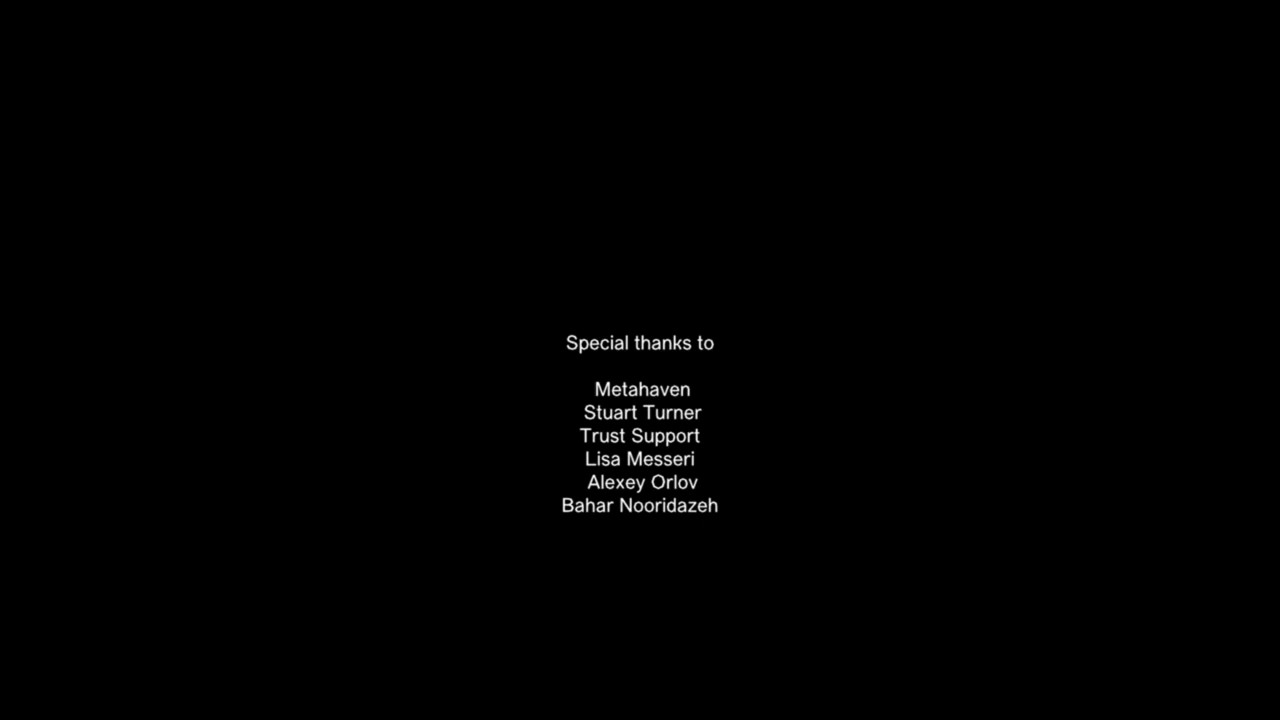 Special thanks to
Metahaven
Stuart Turner
Trust Support
Lisa Messeri
Alexey Orlov
Bahar Nooridazeh